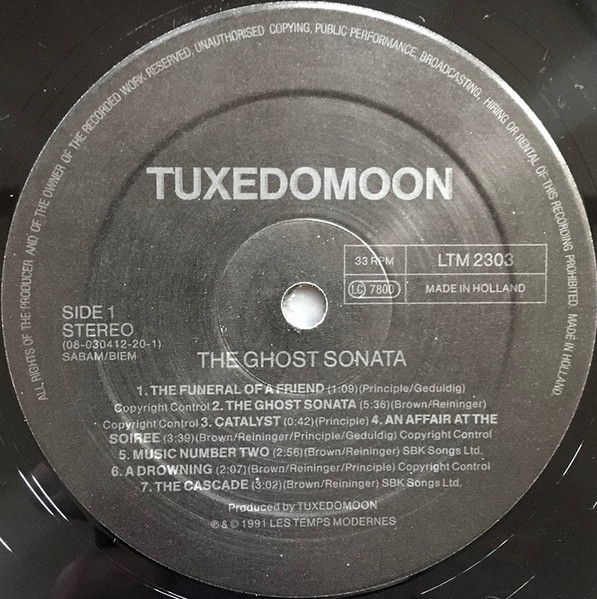 ALL RIGHTS OF THE PRODUCER AND OF THE OWNER OF THE RECORDED WORK RESERVED, UNAUTHORISED COPYING, PUBLIC PERFORMANCE, BROADCASTING, HIRING OR RENTAL OF THIS RECORDING PROHIBITED. MADE IN HOLLAND.
TUXEDOMOON
33 RPM LTM 2303
LC 7800 MADE IN HOLLAND
SIDE 1
STEREO
(08-030412-20-1)
SABAM/BIEM
THE GHOST SONATA
1. THE FUNERAL OF A FRIEND (1:09)(Principle/Geduldig)
Copyright Control 2. THE GHOST SONATA (5:36)(Brown/Reininger)
Copyright Control 3. CATALYST (0:42)(Principle) 4. AN AFFAIR AT THE
SOIREE (3:39)(Brown/Reininger/Principle/Geduldig) Copyright Control
5. MUSIC NUMBER TWO (2:56)(Brown/Reininger) SBK Songs Ltd.
6. A DROWNING (2:07)(Brown/Reininger/Principle) Copyright Control
7. THE CASCADE (3:02)(Brown/Reininger) SBK Songs Ltd.
Produced by TUXEDOMOON
℗ & © 1991 LES TEMPS MODERNES